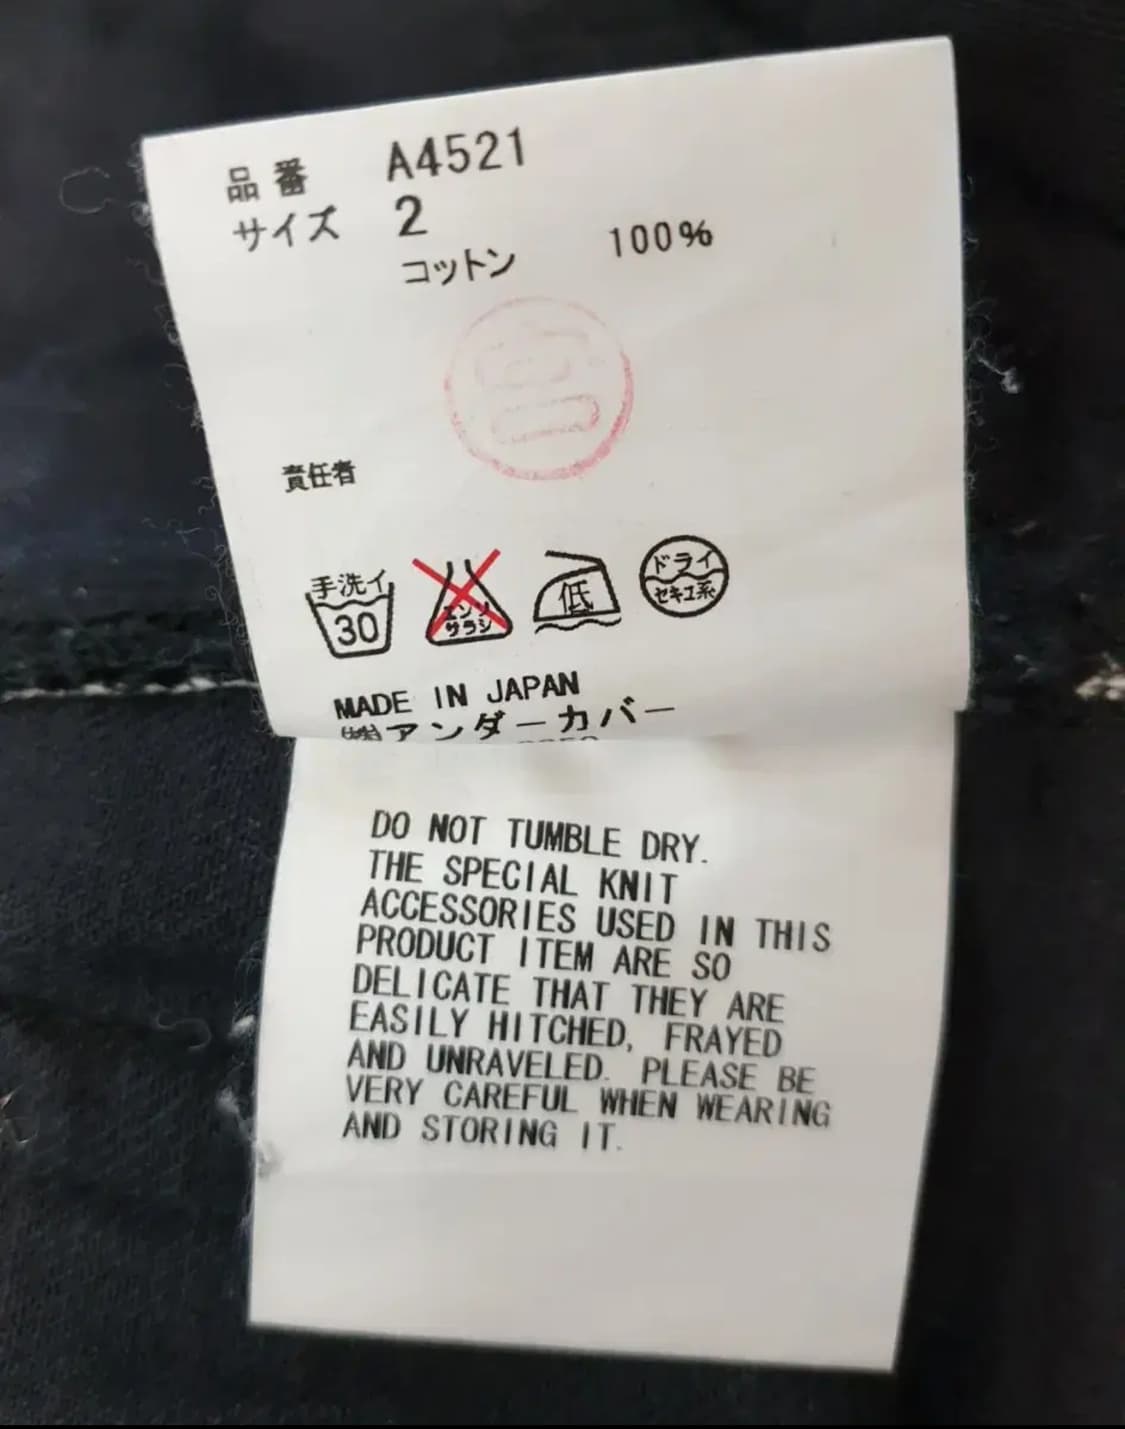 品番 A4521
サイズ 2
コットン 100%
責任者
手洗イ
30
エンソ
サラシ
低
ドライ
セキユ系
MADE IN JAPAN
㈱アンダーカバー
DO NOT TUMBLE DRY.
THE SPECIAL KNIT
ACCESSORIES USED IN THIS
PRODUCT ITEM ARE SO
DELICATE THAT THEY ARE
EASILY HITCHED, FRAYED
AND UNRAVELED. PLEASE BE
VERY CAREFUL WHEN WEARING
AND STORING IT.